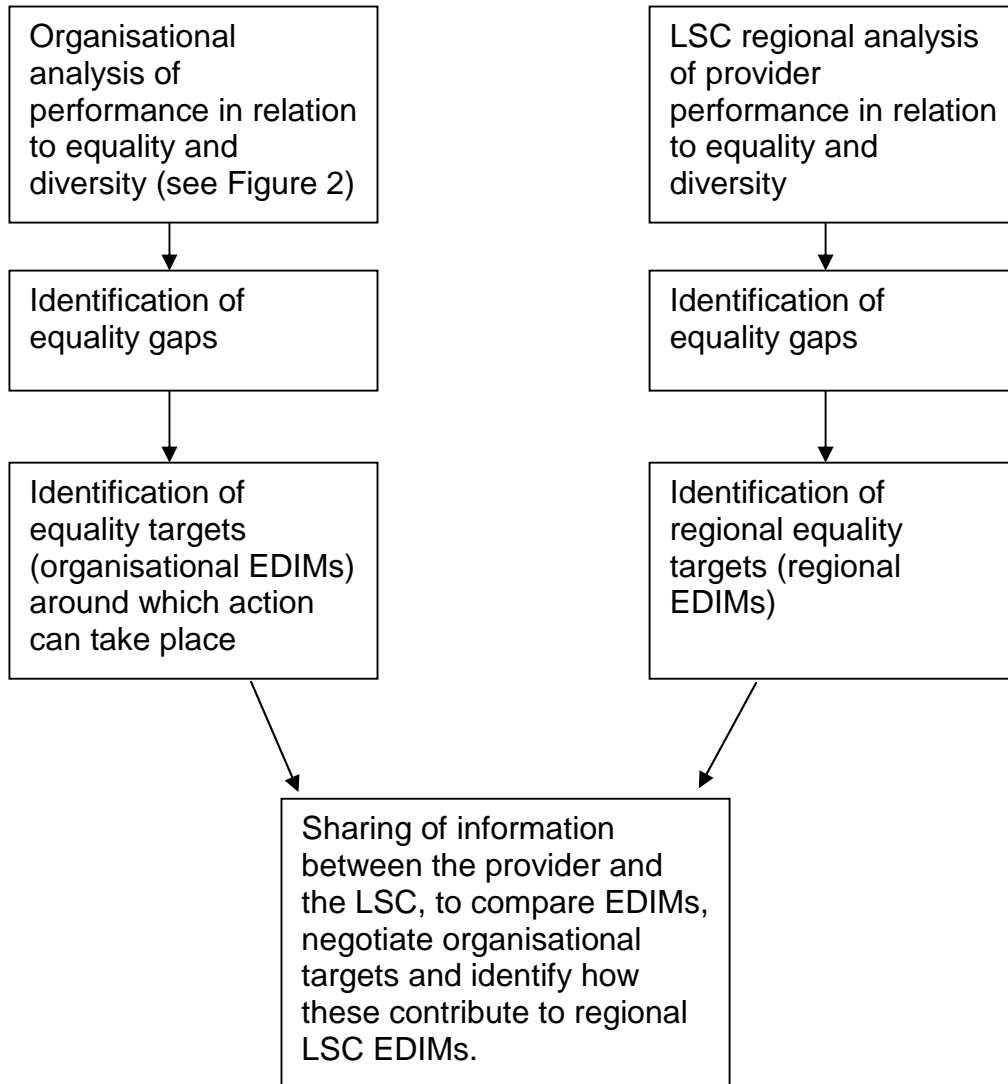 Organisational
analysis of
performance in relation
to equality and
diversity (see Figure 2)
LSC regional analysis
of provider
performance in relation
to equality and
diversity
Identification of
equality gaps
Identification of
equality gaps
Identification of
equality targets
(organisational EDIMs)
around which action
can take place
Identification of
regional equality
targets (regional
EDIMs)
Sharing of information
between the provider and
the LSC, to compare EDIMs,
negotiate organisational
targets and identify how
these contribute to regional
LSC EDIMs.